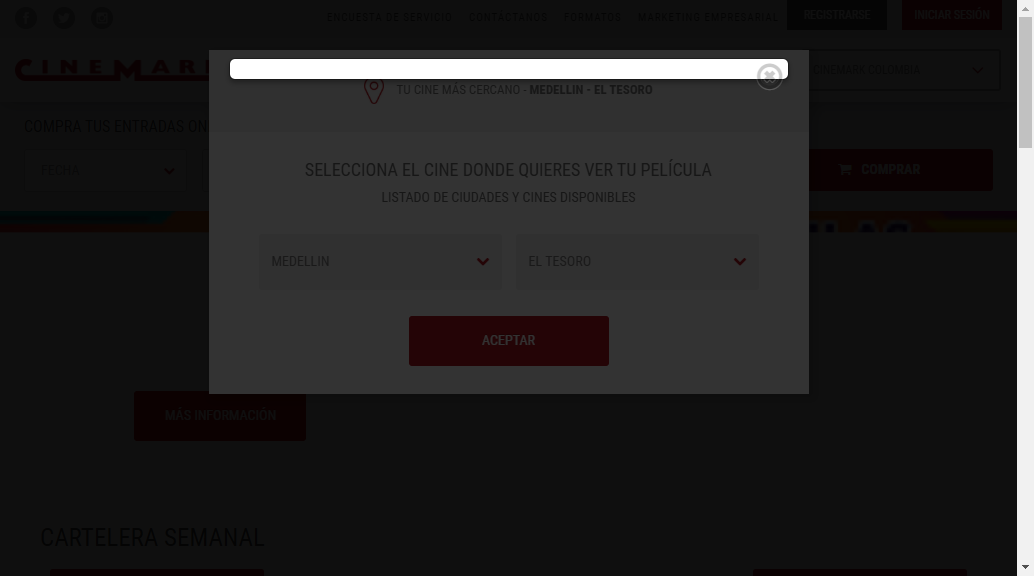 ENCUESTA DE SERVICIO CONTÁCTANOS FORMATOS MARKETING EMPRESARIAL REGISTRARSE INICIAR SESIÓN
CINEMARK COLOMBIA
TU CINE MÁS CERCANO - MEDELLIN - EL TESORO
COMPRA TUS ENTRADAS ON
FECHA
COMPRAR
SELECCIONA EL CINE DONDE QUIERES VER TU PELÍCULA
LISTADO DE CIUDADES Y CINES DISPONIBLES
MEDELLIN EL TESORO
ACEPTAR
MÁS INFORMACIÓN
CARTELERA SEMANAL